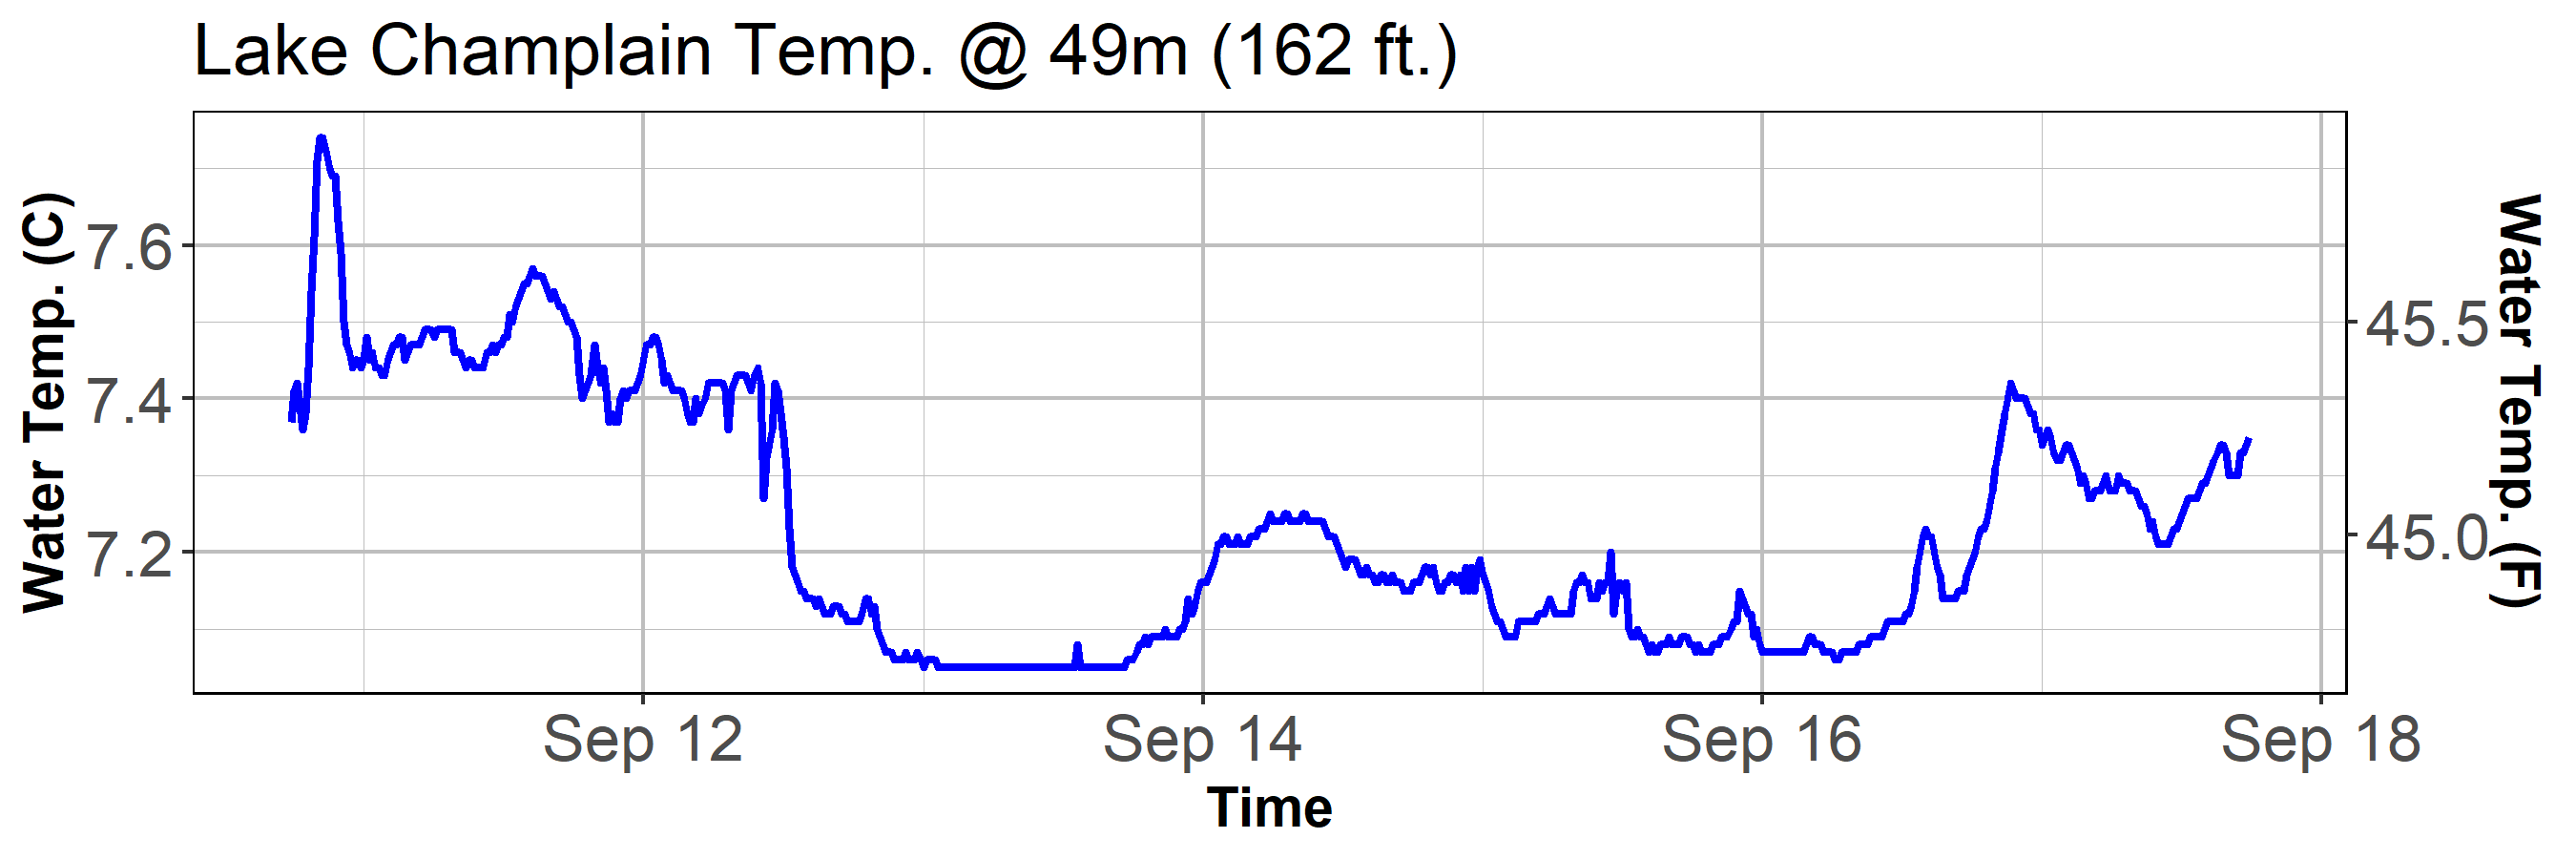 Lake Champlain Temp. @ 49m (162 ft.)
Water Temp. (C)
7.6
7.4
7.2
45.5
45.0
Water Temp. (F)
Sep 12 Sep 14 Sep 16 Sep 18
Time